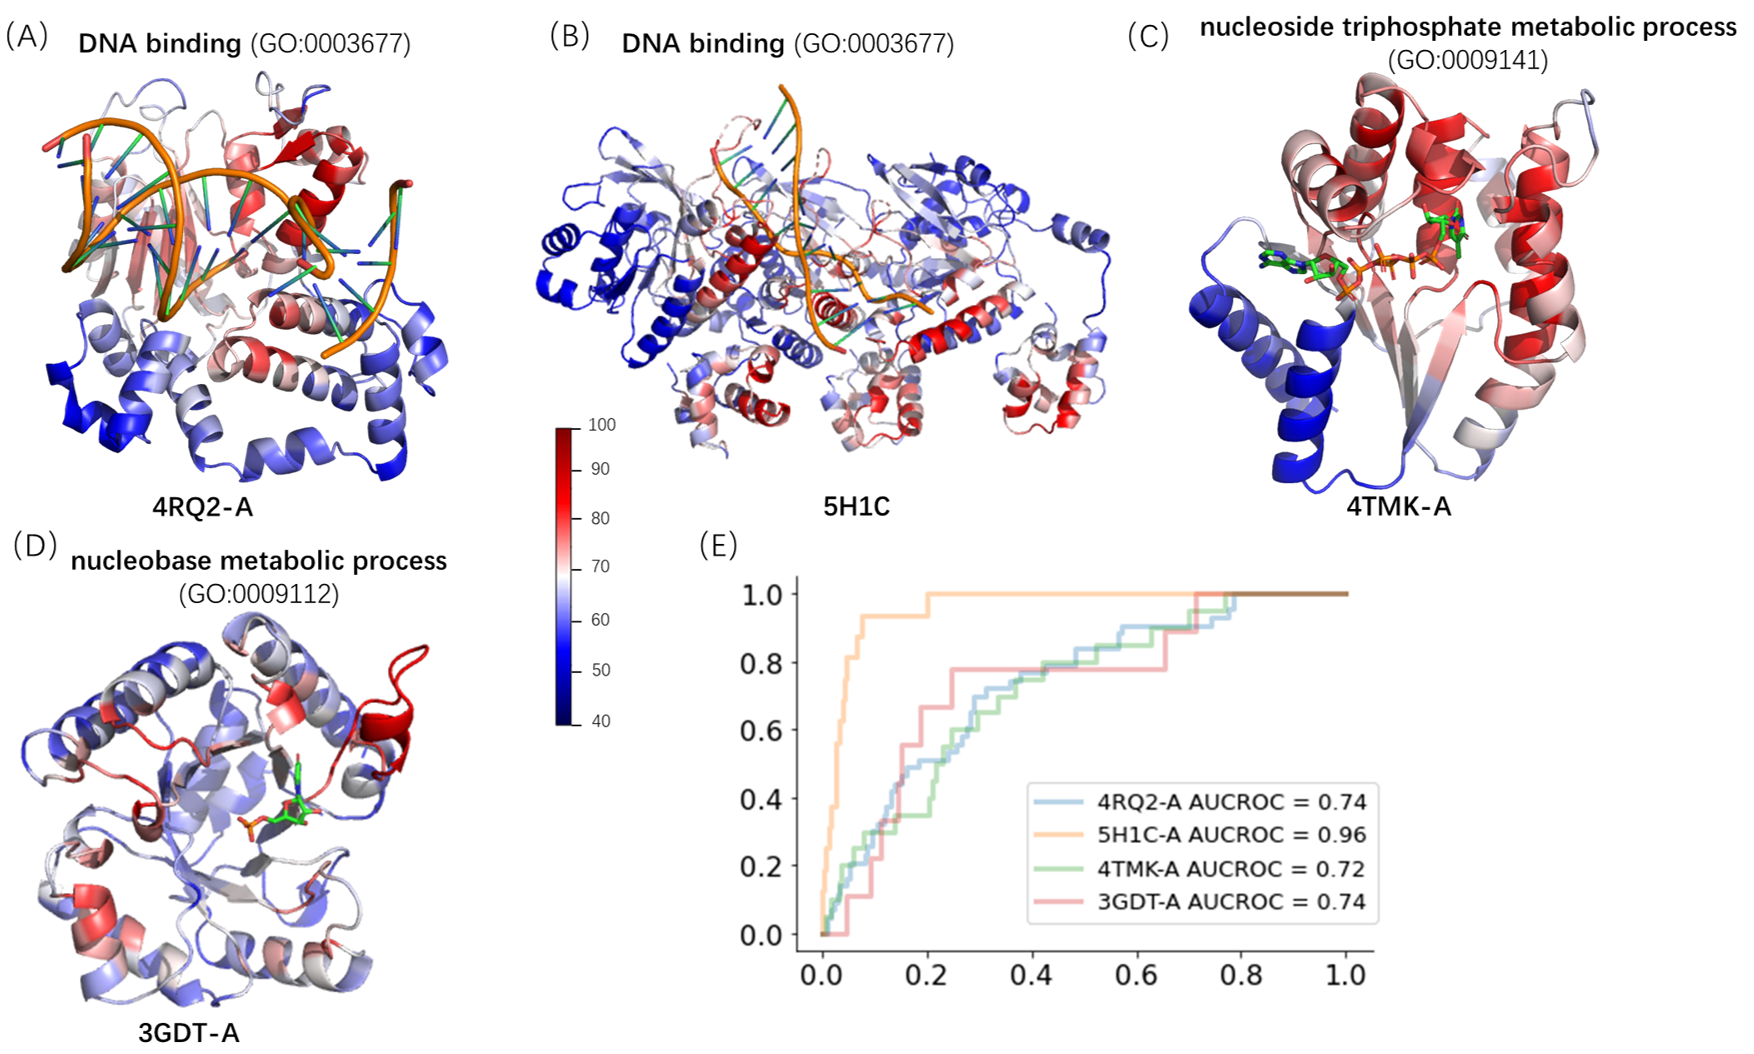 (A)
DNA binding (GO:0003677)
4RQ2-A
(B)
DNA binding (GO:0003677)
5H1C
100
90
80
70
60
50
40
(C)
nucleoside triphosphate metabolic process
(GO:0009141)
4TMK-A
(D)
nucleobase metabolic process
(GO:0009112)
3GDT-A
(E)
1.0
0.8
0.6
0.4
0.2
0.0
0.0 0.2 0.4 0.6 0.8 1.0
4RQ2-A AUCROC = 0.74
5H1C-A AUCROC = 0.96
4TMK-A AUCROC = 0.72
3GDT-A AUCROC = 0.74